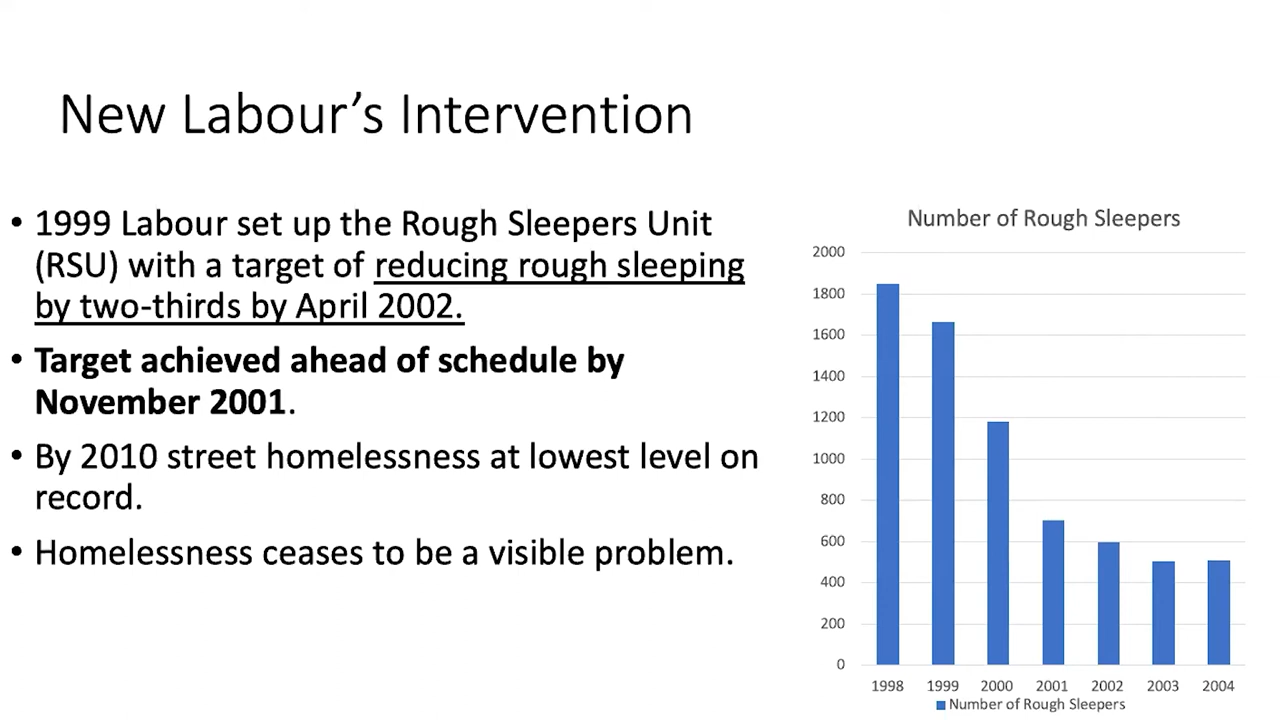 New Labour's Intervention
• 1999 Labour set up the Rough Sleepers Unit
(RSU) with a target of reducing rough sleeping
by two-thirds by April 2002.
• Target achieved ahead of schedule by
November 2001.
• By 2010 street homelessness at lowest level on
record.
• Homelessness ceases to be a visible problem.
Number of Rough Sleepers
2000
1800
1600
1400
1200
1000
800
600
400
200
0
1998 1999 2000 2001 2002 2003 2004
Number of Rough Sleepers